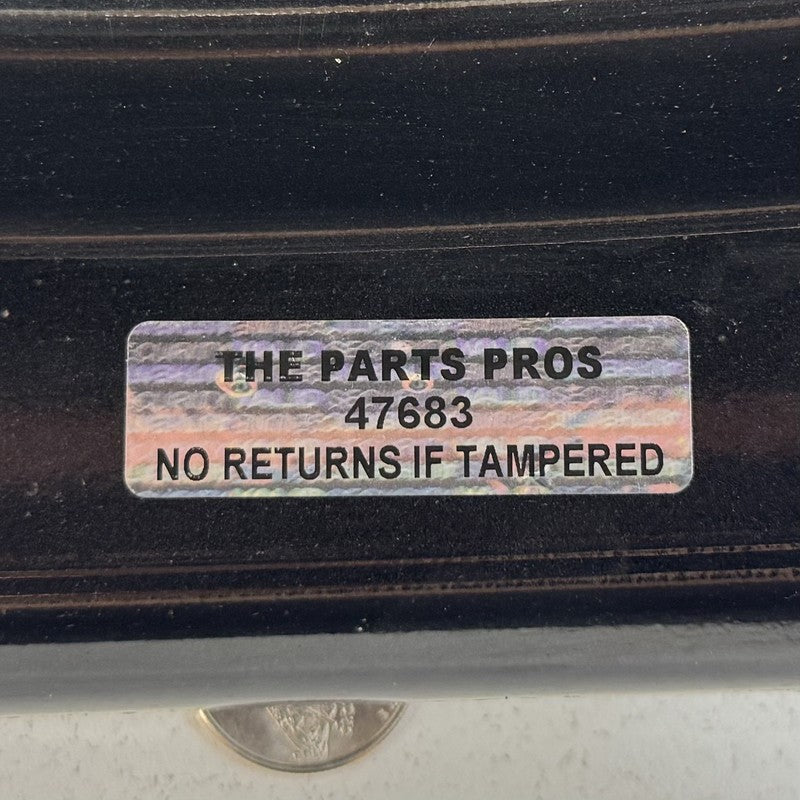 THE PARTS PROS
47683
NO RETURNS IF TAMPERED